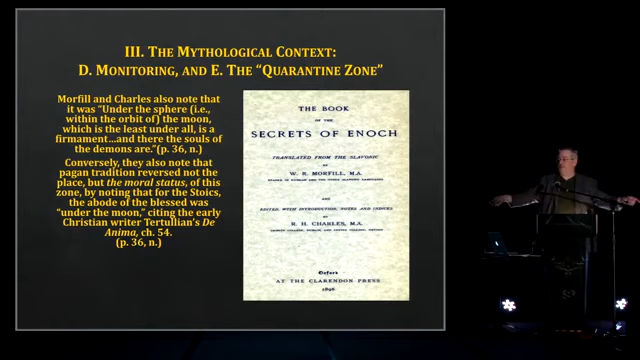 III. THE MYTHOLOGICAL CONTEXT:
D. MONITORING, AND E. THE “QUARANTINE ZONE”
Morfill and Charles also note that
it was “Under the sphere (i.e.,
within the orbit of) the moon,
which is the least under all, is a
firmament…and there the souls of
the demons are.”(p. 36, n.)
Conversely, they also note that
pagan tradition reversed not the
place, but the moral status, of this
zone, by noting that for the Stoics,
the abode of the blessed was
“under the moon,” citing the early
Christian writer Tertullian’s De
Anima, ch. 54.
(p. 36, n.)
THE BOOK
OF THE
SECRETS OF ENOCH
TRANSLATED FROM THE SLAVONIC
BY
W. R. MORFILL, M.A.
AND
EDITED, WITH INTRODUCTION, NOTES AND INDICES
BY
R. H. CHARLES, M.A.
Oxford
AT THE CLARENDON PRESS
1896